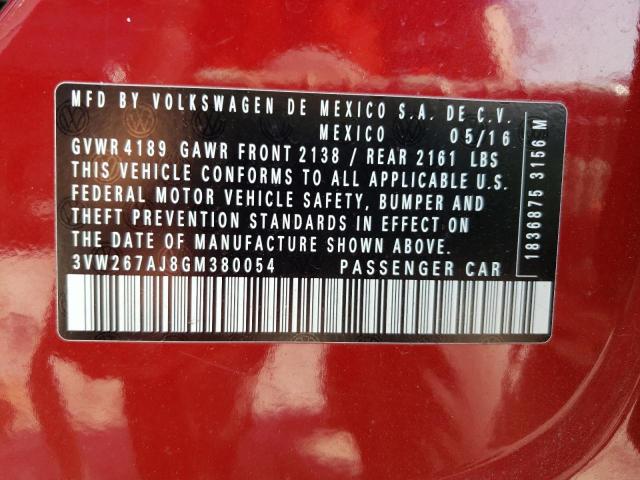 MFD BY VOLKSWAGEN DE MEXICO S.A. DE C.V.
MEXICO 05/16
GVWR 4189 GAWR FRONT 2138 / REAR 2161 LBS
THIS VEHICLE CONFORMS TO ALL APPLICABLE U.S.
FEDERAL MOTOR VEHICLE SAFETY, BUMPER AND
THEFT PREVENTION STANDARDS IN EFFECT ON
THE DATE OF MANUFACTURE SHOWN ABOVE.
3VW267AJ8GM380054 PASSENGER CAR
1836875 3156 M